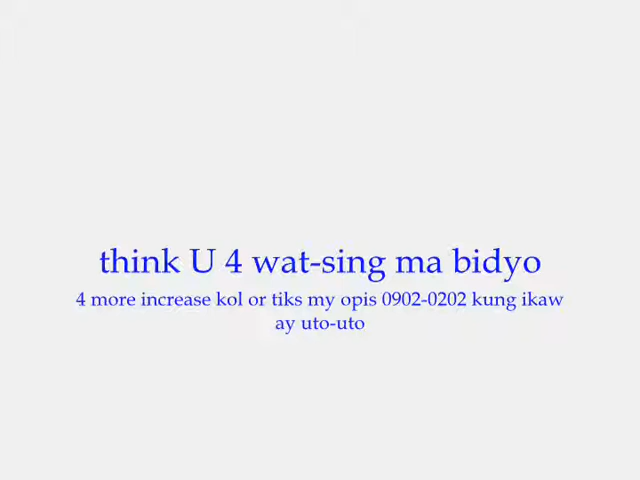 think U 4 wat-sing ma bidyo
4 more increase kol or tiks my opis 0902-0202 kung ikaw
ay uto-uto